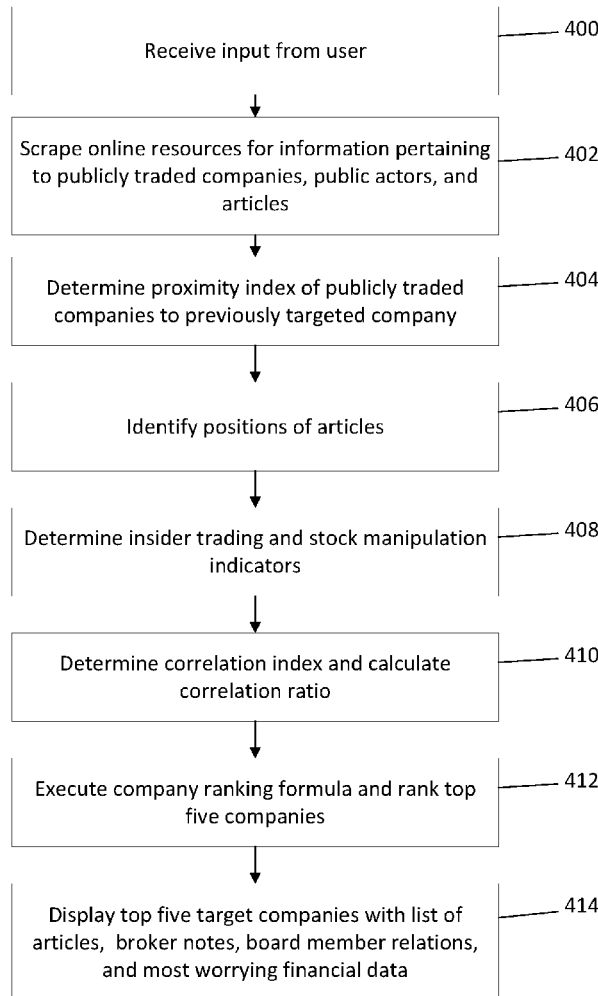 Receive input from user
400
Scrape online resources for information pertaining
to publicly traded companies, public actors, and
articles
402
Determine proximity index of publicly traded
companies to previously targeted company
404
Identify positions of articles
406
Determine insider trading and stock manipulation
indicators
408
Determine correlation index and calculate
correlation ratio
410
Execute company ranking formula and rank top
five companies
412
Display top five target companies with list of
articles, broker notes, board member relations,
and most worrying financial data
414